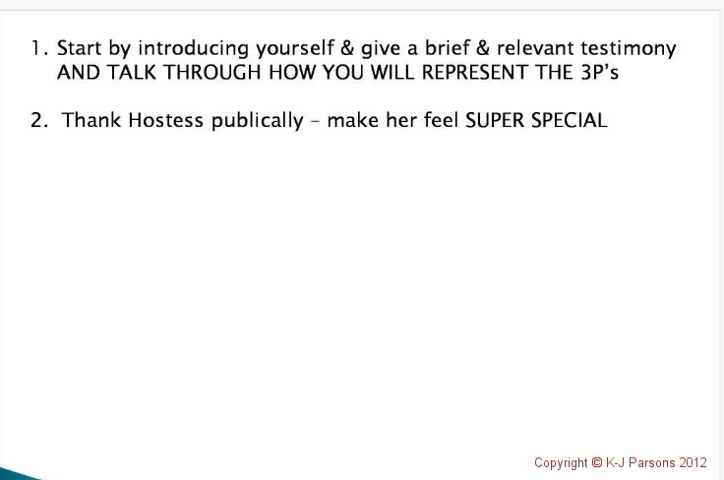 1. Start by introducing yourself & give a brief & relevant testimony
AND TALK THROUGH HOW YOU WILL REPRESENT THE 3P's
2. Thank Hostess publically – make her feel SUPER SPECIAL
Copyright © K-J Parsons 2012